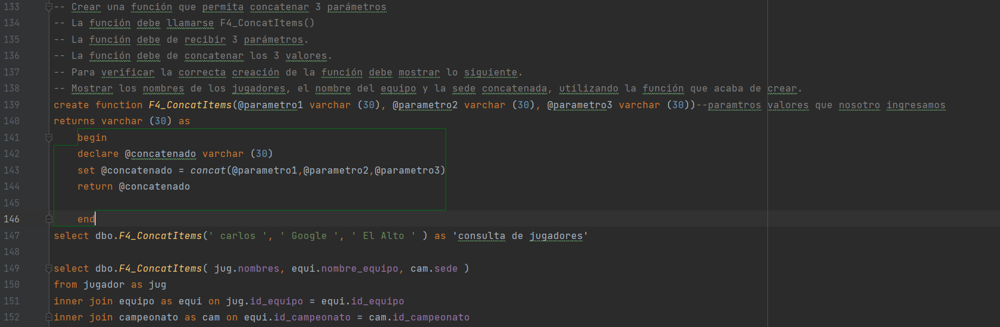 133 -- Crear una función que permita concatenar 3 parámetros
134 -- La función debe llamarse F4_ConcatItems()
135 -- La función debe de recibir 3 parámetros.
136 -- La función debe de concatenar los 3 valores.
137 -- Para verificar la correcta creación de la función debe mostrar lo siguiente.
138 -- Mostrar los nombres de los jugadores, el nombre del equipo y la sede concatenada, utilizando la función que acaba de crear.
139 create function F4_ConcatItems(@parametro1 varchar (30), @parametro2 varchar (30), @parametro3 varchar (30))--paramtros valores que nosotro ingresamos
140 returns varchar (30) as
141     begin
142     declare @concatenado varchar (30)
143     set @concatenado = concat(@parametro1,@parametro2,@parametro3)
144     return @concatenado
145
146     end
147 select dbo.F4_ConcatItems(' carlos ', ' Google ', ' El Alto ' ) as 'consulta de jugadores'
148
149 select dbo.F4_ConcatItems( jug.nombres, equi.nombre_equipo, cam.sede )
150 from jugador as jug
151 inner join equipo as equi on jug.id_equipo = equi.id_equipo
152 inner join campeonato as cam on equi.id_campeonato = cam.id_campeonato